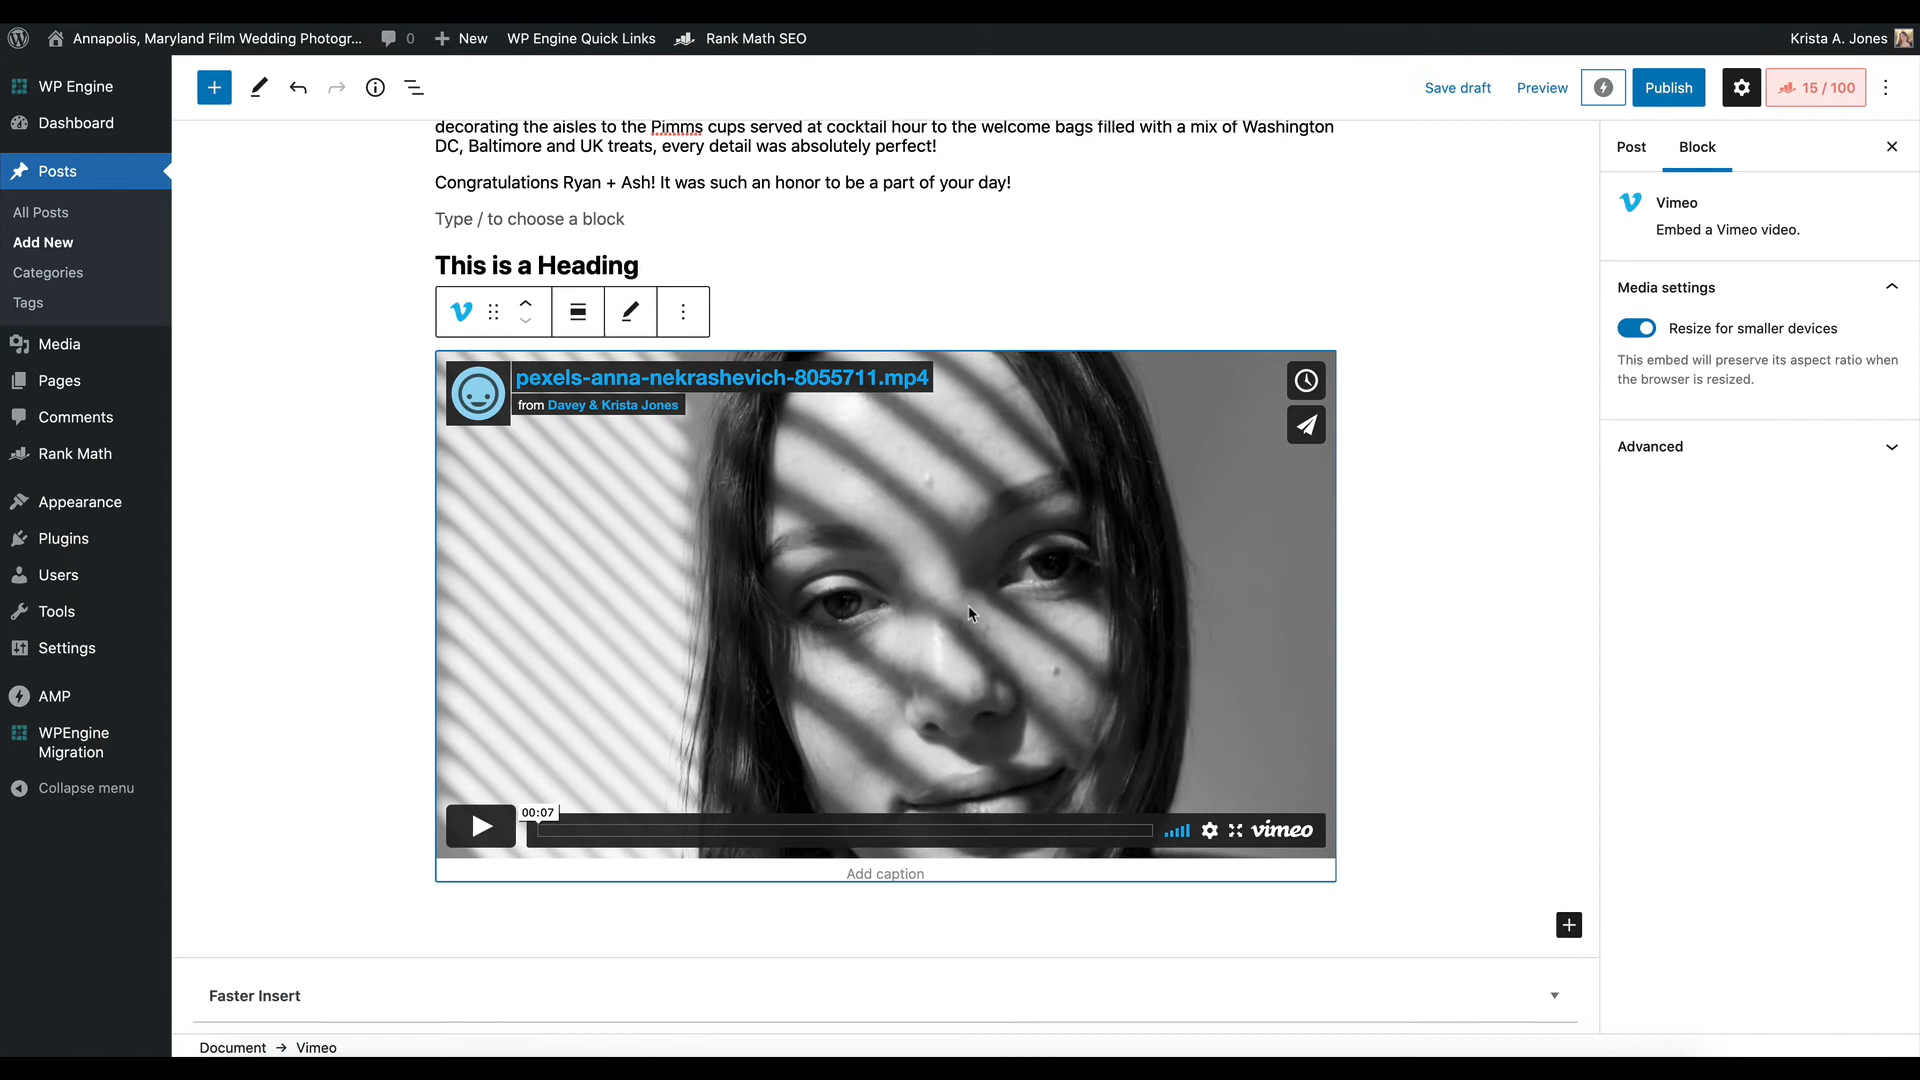 Annapolis, Maryland Film Wedding Photogr...
0
New
WP Engine Quick Links
Rank Math SEO
Krista A. Jones
WP Engine
Dashboard
Posts
All Posts
Add New
Categories
Tags
Media
Pages
Comments
Rank Math
Appearance
Plugins
Users
Tools
Settings
AMP
WPEngine
Migration
Collapse menu
Save draft
Preview
Publish
15 / 100
decorating the aisles to the Pimms cups served at cocktail hour to the welcome bags filled with a mix of Washington
DC, Baltimore and UK treats, every detail was absolutely perfect!
Congratulations Ryan + Ash! It was such an honor to be a part of your day!
Type / to choose a block
This is a Heading
pexels-anna-nekrashevich-8055711.mp4
from Davey & Krista Jones
00:07
vimeo
Add caption
Faster Insert
Document → Vimeo
Post
Block
Vimeo
Embed a Vimeo video.
Media settings
Resize for smaller devices
This embed will preserve its aspect ratio when
the browser is resized.
Advanced